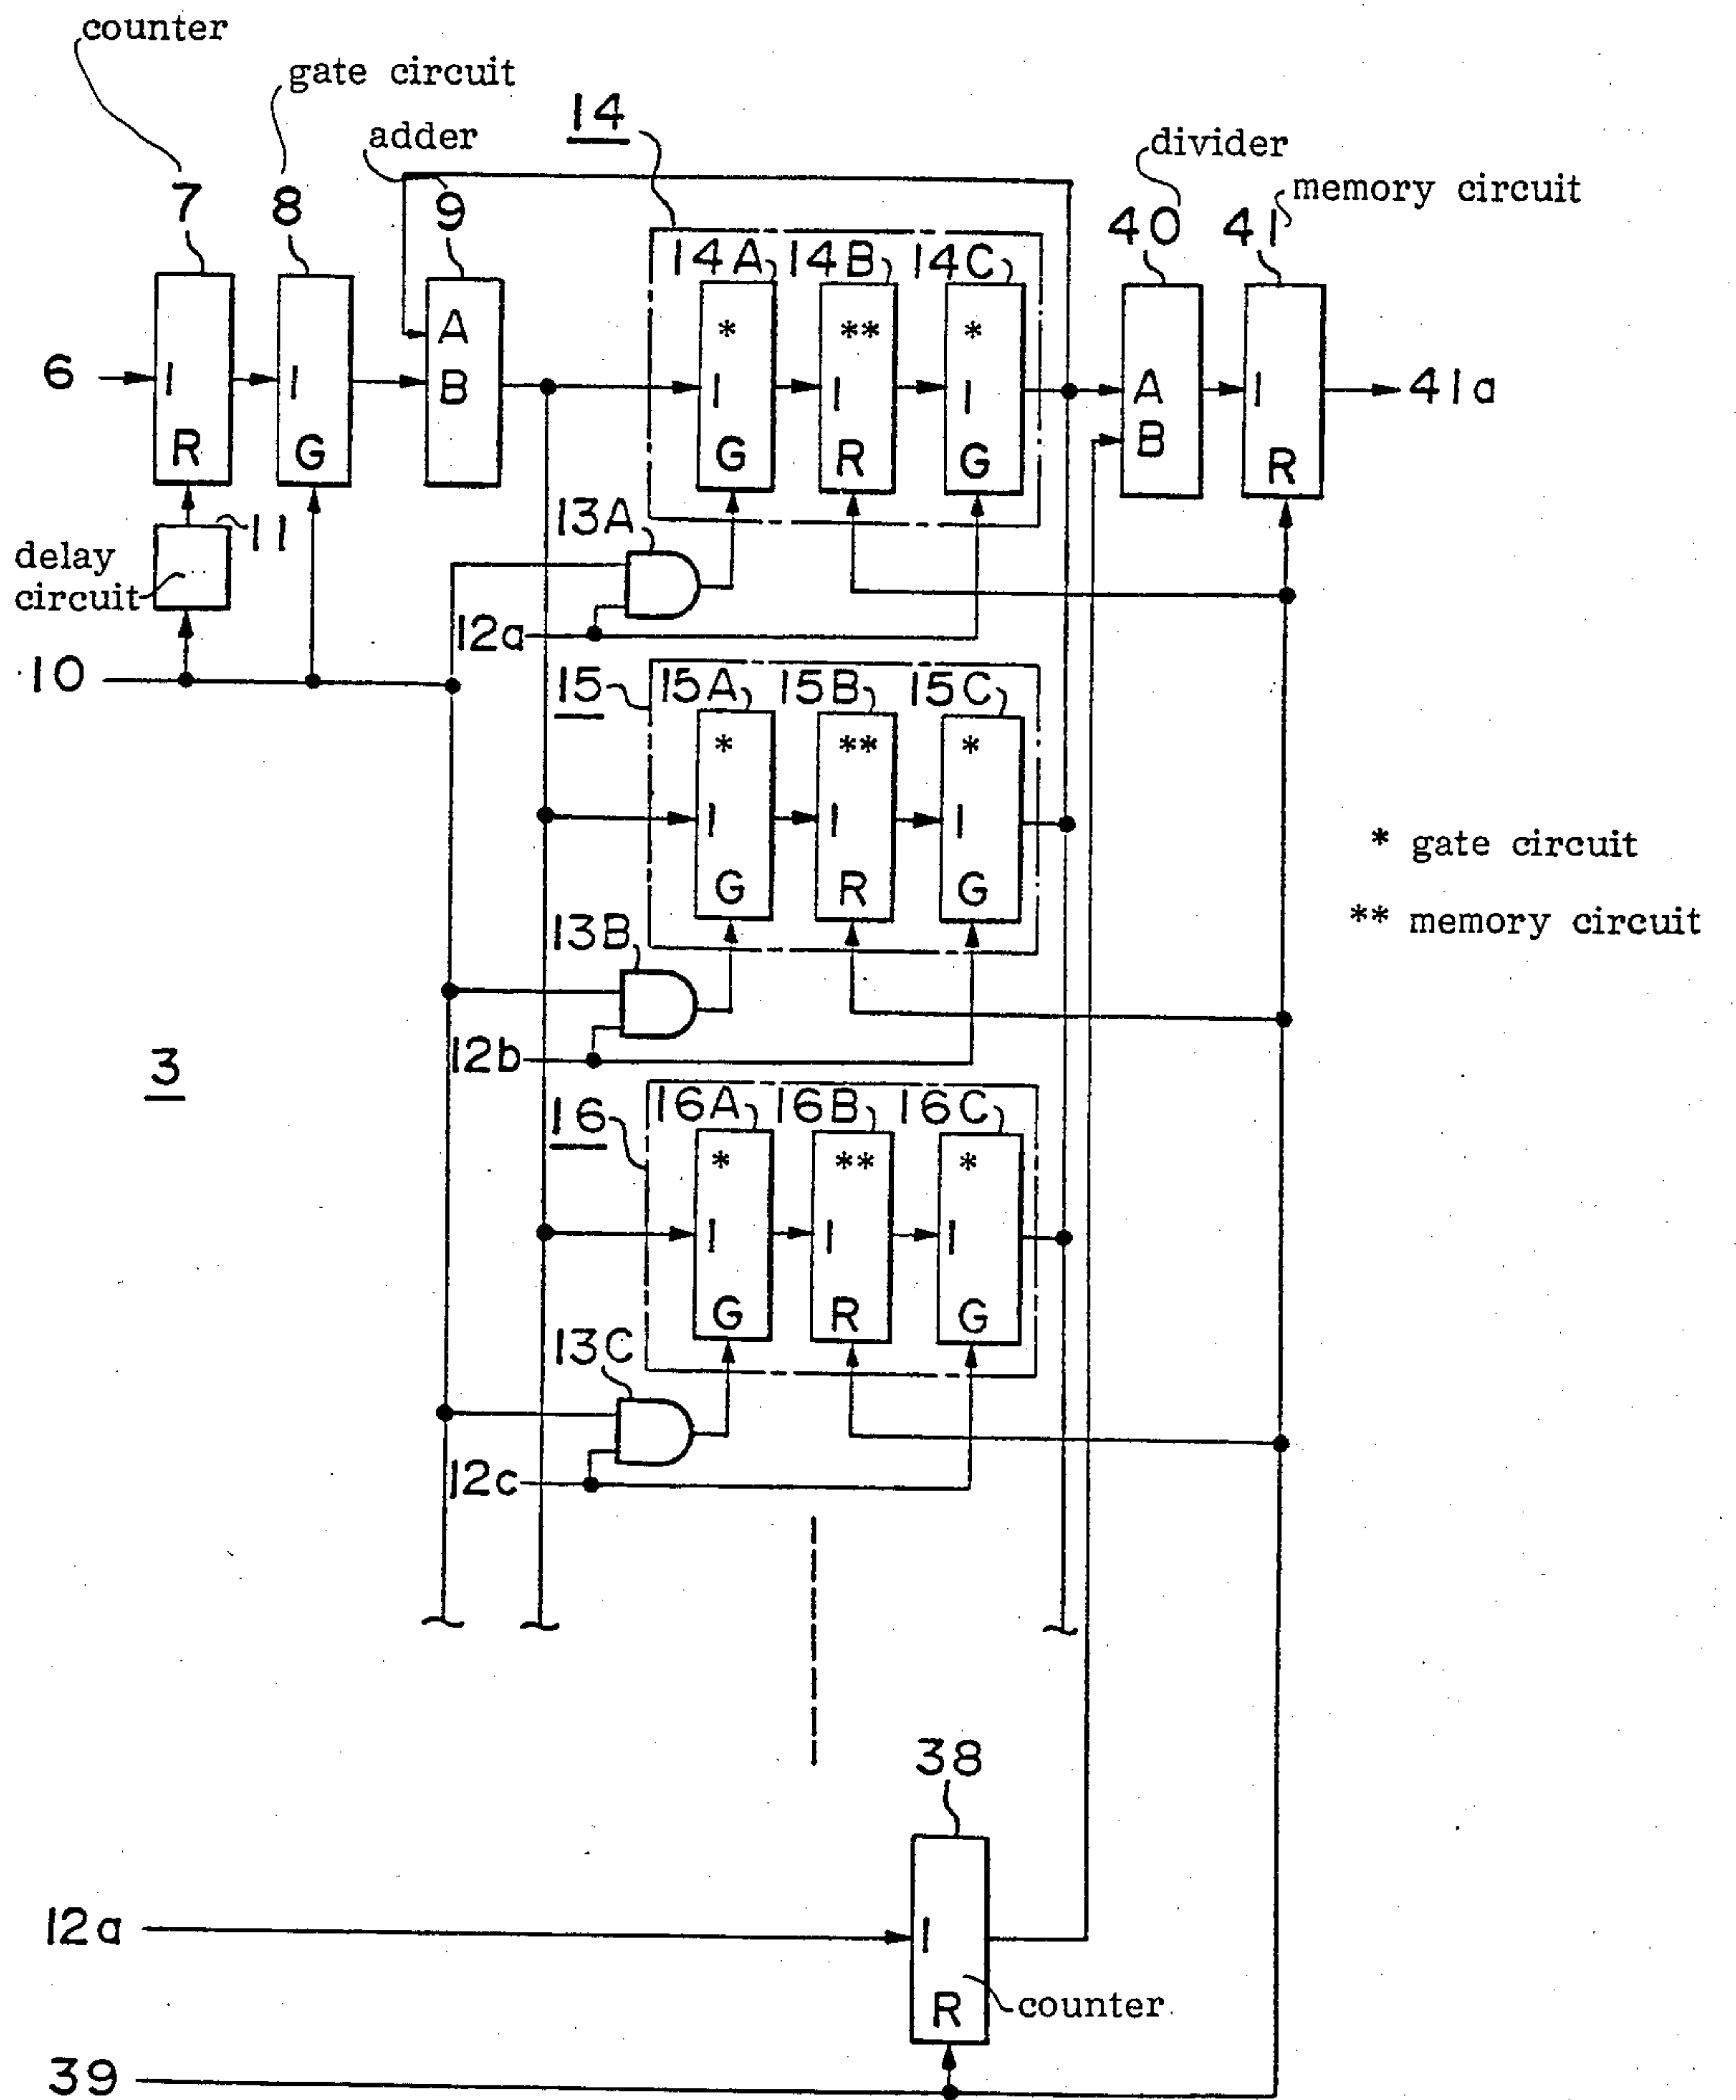 counter
gate circuit
adder
14
divider
memory circuit
7
8
9
40
41
14A
14B
14C
*
**
*
A
B
6
I
R
I
G
I
G
I
R
I
G
A
B
I
R
41a
11
delay
circuit
13A
12a
10
15
15A
15B
15C
*
**
*
I
G
I
R
I
G
* gate circuit
** memory circuit
13B
12b
3
16
16A
16B
16C
*
**
*
I
G
I
R
I
G
13C
12c
38
12a
I
R
counter
39